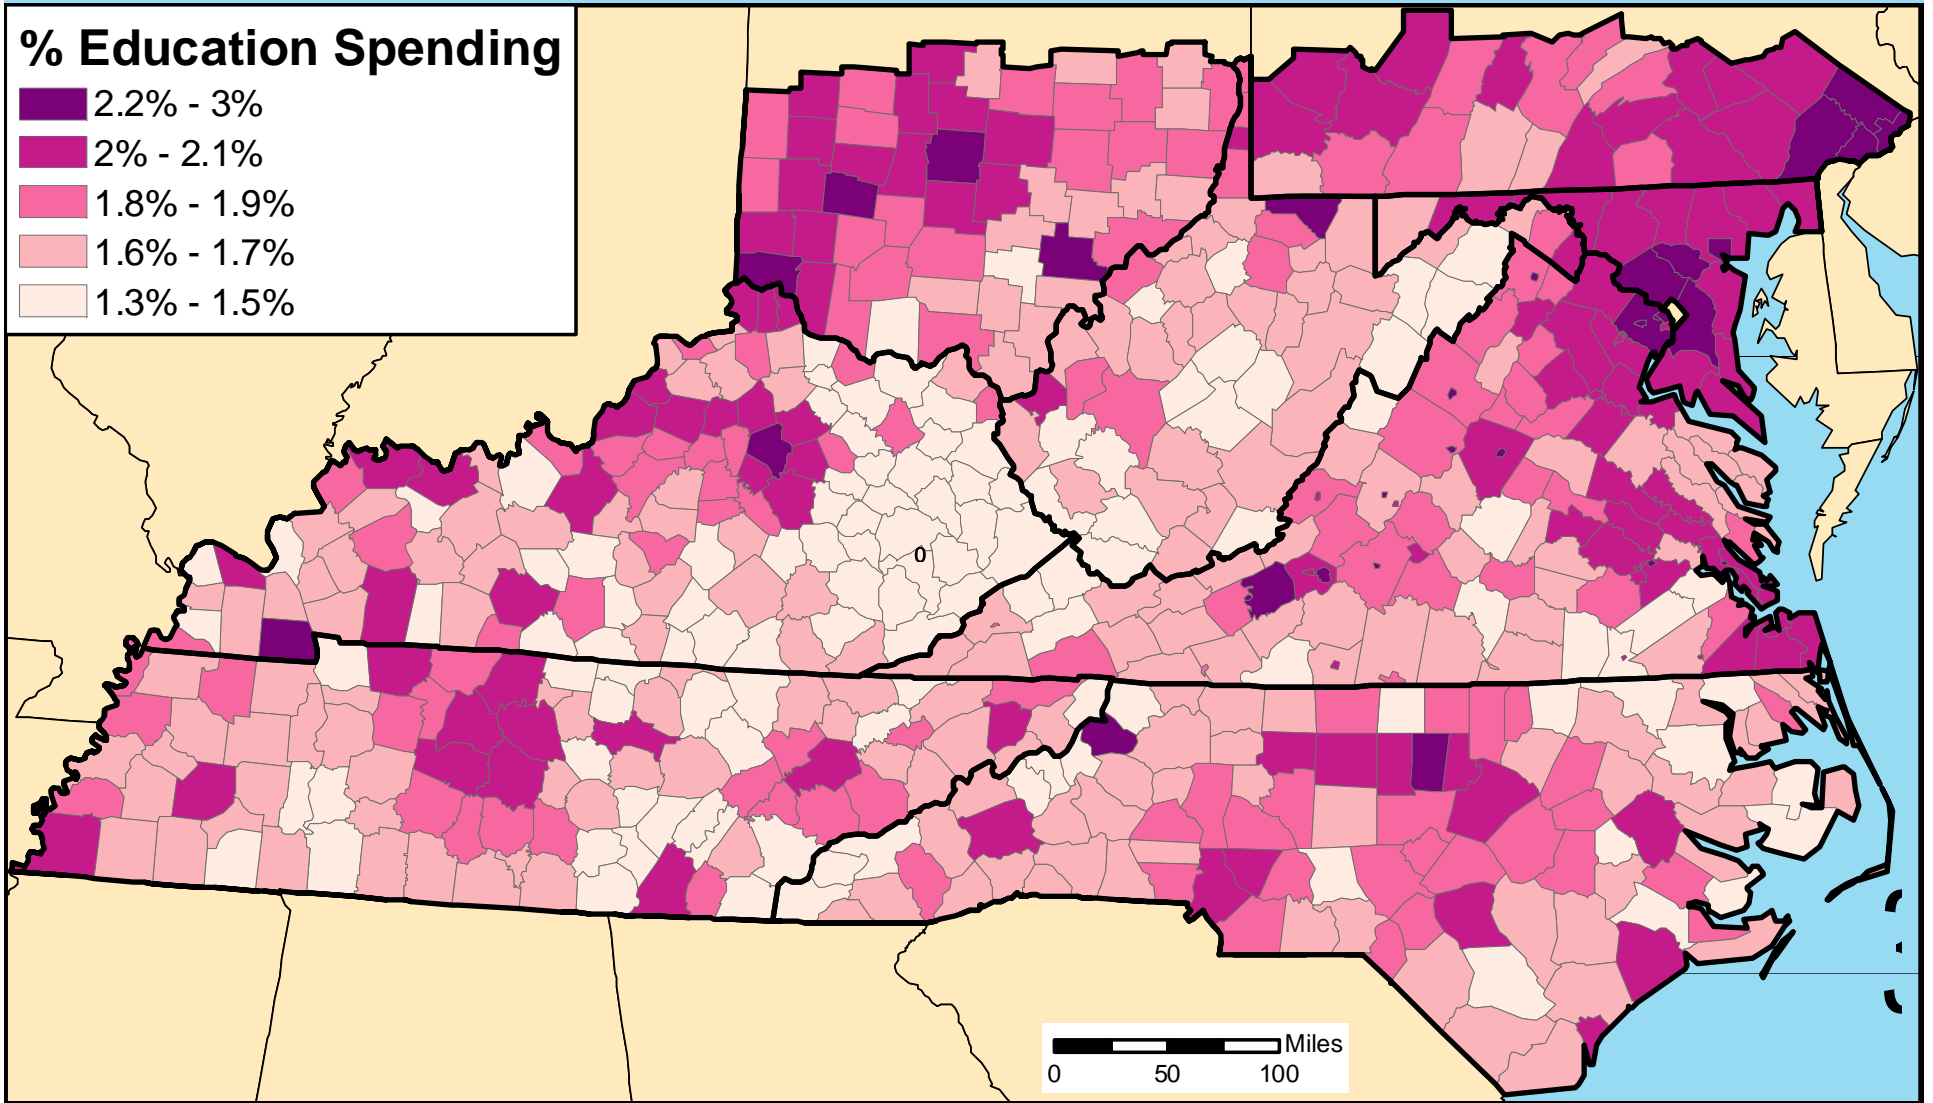 % Education Spending
2.2% - 3%
2% - 2.1%
1.8% - 1.9%
1.6% - 1.7%
1.3% - 1.5%
0
Miles
0 50 100